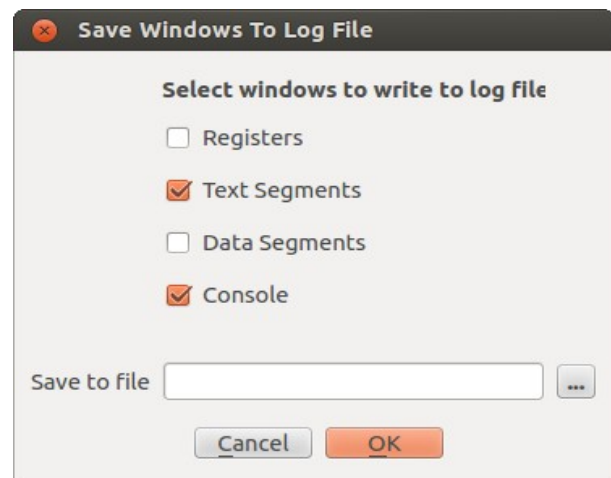 Save Windows To Log File
Select windows to write to log file
Registers
Text Segments
Data Segments
Console
Save to file
...
Cancel OK